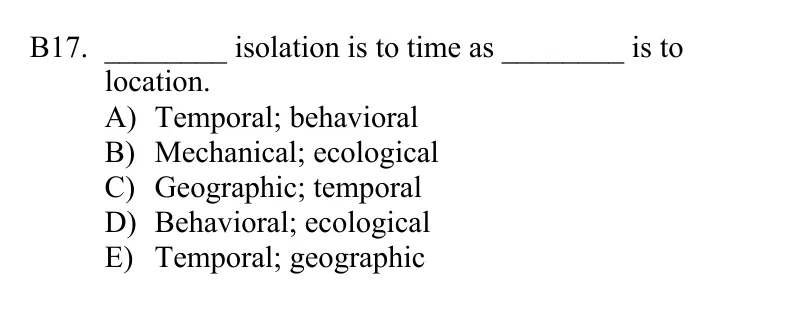 B17. ________ isolation is to time as ________ is to
location.
A) Temporal; behavioral
B) Mechanical; ecological
C) Geographic; temporal
D) Behavioral; ecological
E) Temporal; geographic